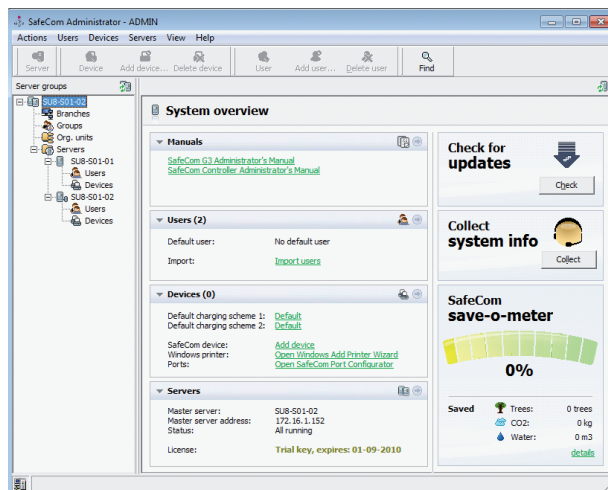 SafeCom Administrator - ADMIN
Actions Users Devices Servers View Help
Server Device Add device... Delete device User Add user... Delete user Find
Server groups
SU8-S01-02
Branches
Groups
Org. units
Servers
SU8-S01-01
Users
Devices
SU8-S01-02
Users
Devices
System overview
Manuals
SafeCom G3 Administrator's Manual
SafeCom Controller Administrator's Manual
Users (2)
Default user: No default user
Import: Import users
Devices (0)
Default charging scheme 1: Default
Default charging scheme 2: Default
SafeCom device: Add device
Windows printer: Open Windows Add Printer Wizard
Ports: Open SafeCom Port Configurator
Servers
Master server: SU8-S01-02
Master server address: 172.16.1.152
Status: All running
License: Trial key, expires: 01-09-2010
Check for
updates
Check
Collect
system info
Collect
SafeCom
save-o-meter
0%
Saved Trees: 0 trees
CO2: 0 kg
Water: 0 m3
details